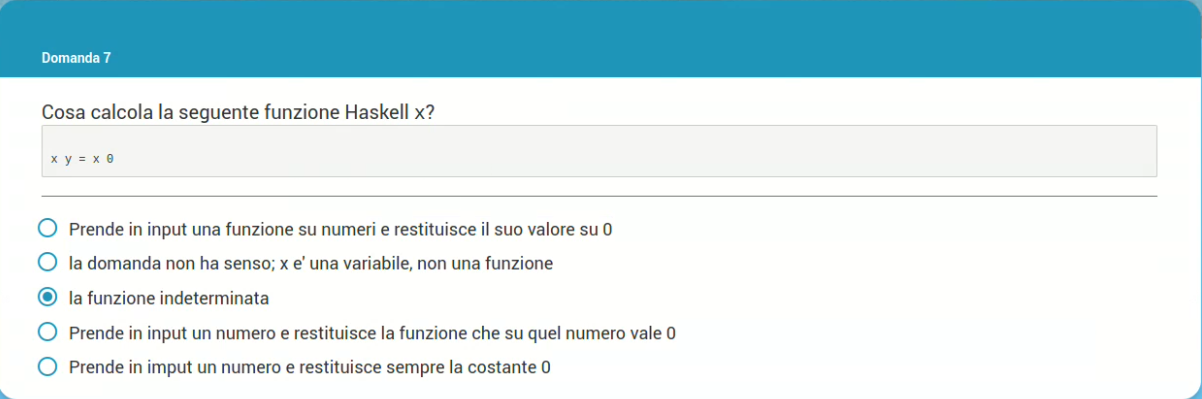 Domanda 7
Cosa calcola la seguente funzione Haskell x?
x y = x 0
Prende in input una funzione su numeri e restituisce il suo valore su 0
la domanda non ha senso; x e' una variabile, non una funzione
la funzione indeterminata
Prende in input un numero e restituisce la funzione che su quel numero vale 0
Prende in imput un numero e restituisce sempre la costante 0